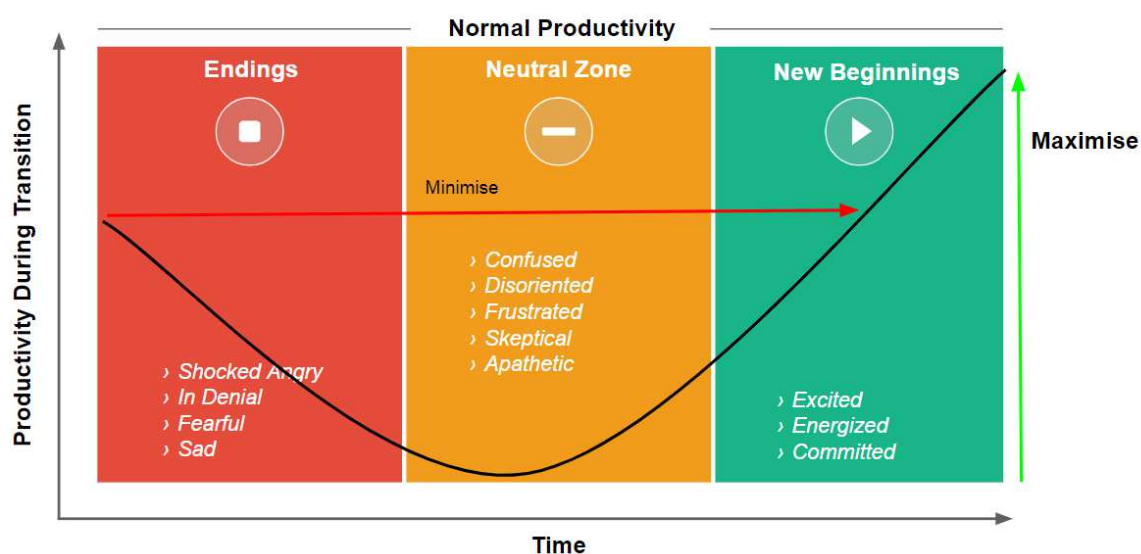 Normal Productivity
Endings
Neutral Zone
New Beginnings
Maximise
Minimise
Productivity During Transition
› Shocked Angry
› In Denial
› Fearful
› Sad
› Confused
› Disoriented
› Frustrated
› Skeptical
› Apathetic
› Excited
› Energized
› Committed
Time